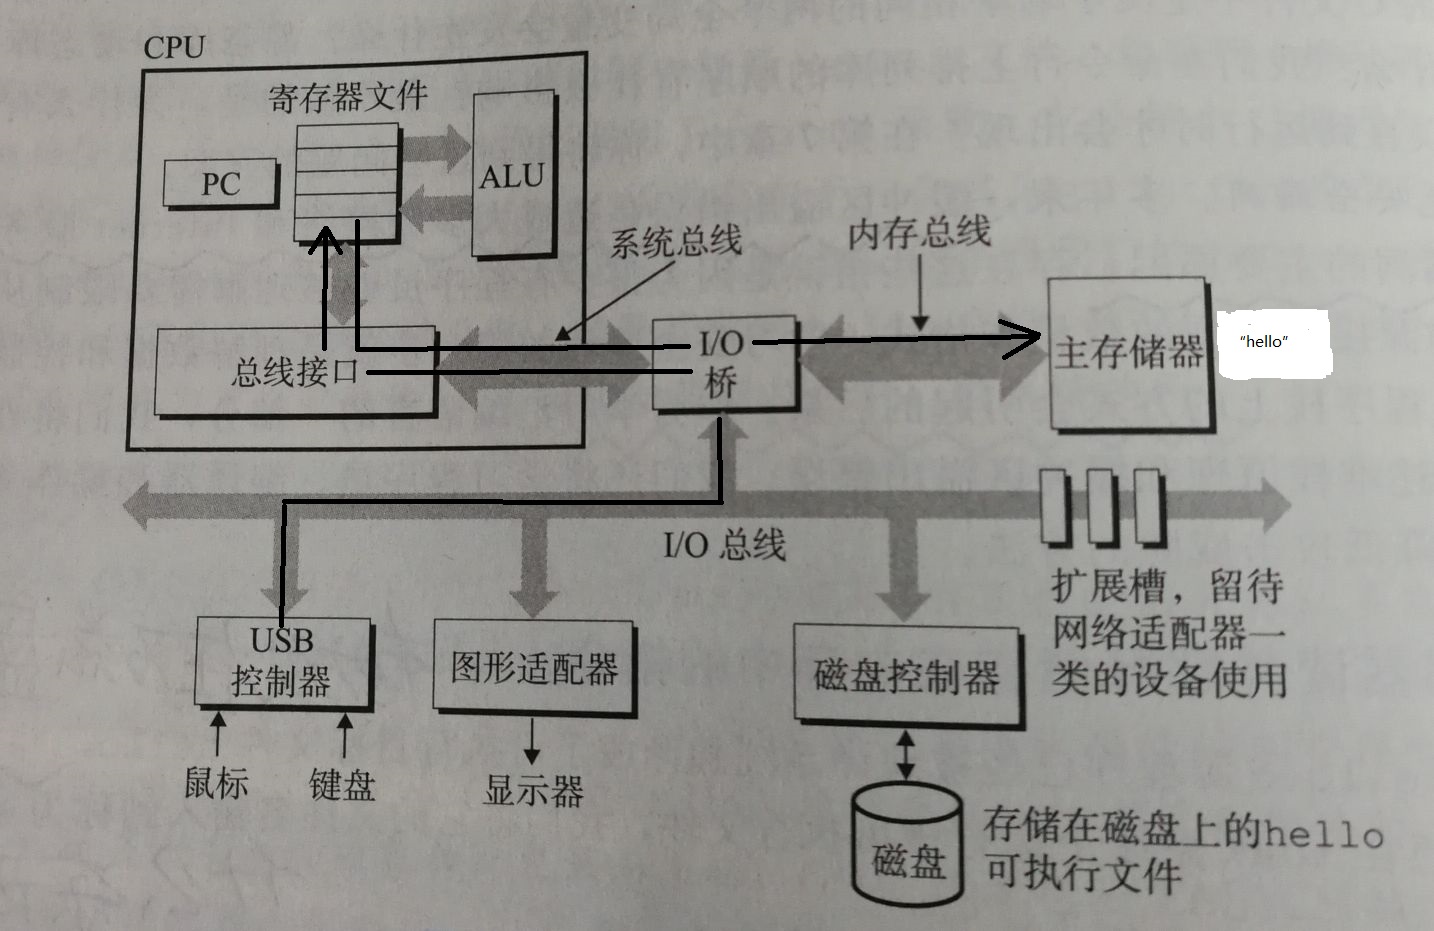 CPU
寄存器文件
PC
ALU
系统总线
内存总线
总线接口
I/O
桥
主存储器
“hello”
I/O 总线
扩展槽，留待
网络适配器一
类的设备使用
USB
控制器
图形适配器
磁盘控制器
鼠标
键盘
显示器
磁盘
存储在磁盘上的hello
可执行文件